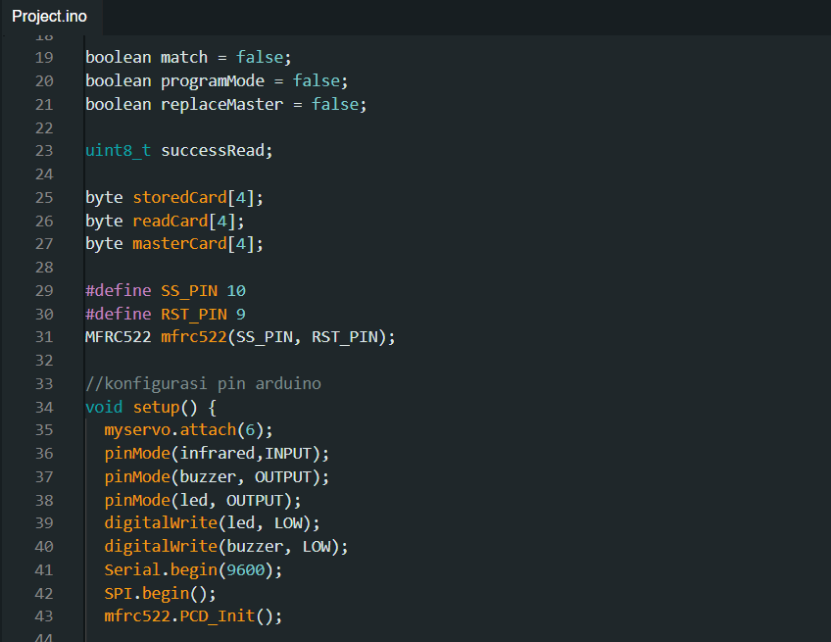 Project.ino
18
19 boolean match = false;
20 boolean programMode = false;
21 boolean replaceMaster = false;
22
23 uint8_t successRead;
24
25 byte storedCard[4];
26 byte readCard[4];
27 byte masterCard[4];
28
29 #define SS_PIN 10
30 #define RST_PIN 9
31 MFRC522 mfrc522(SS_PIN, RST_PIN);
32
33 //konfigurasi pin arduino
34 void setup() {
35 myservo.attach(6);
36 pinMode(infrared,INPUT);
37 pinMode(buzzer, OUTPUT);
38 pinMode(led, OUTPUT);
39 digitalWrite(led, LOW);
40 digitalWrite(buzzer, LOW);
41 Serial.begin(9600);
42 SPI.begin();
43 mfrc522.PCD_Init();
44